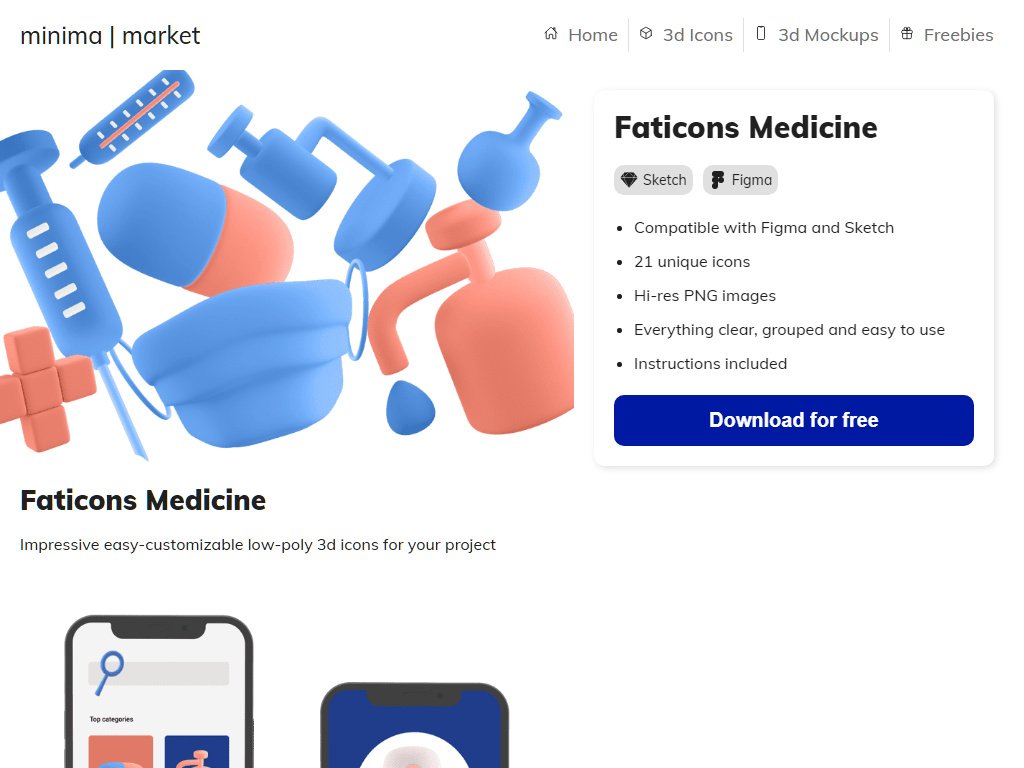 minima | market
Home
3d Icons
3d Mockups
Freebies
Faticons Medicine
Sketch
Figma
Compatible with Figma and Sketch
21 unique icons
Hi-res PNG images
Everything clear, grouped and easy to use
Instructions included
Download for free
Faticons Medicine
Impressive easy-customizable low-poly 3d icons for your project
Top categories